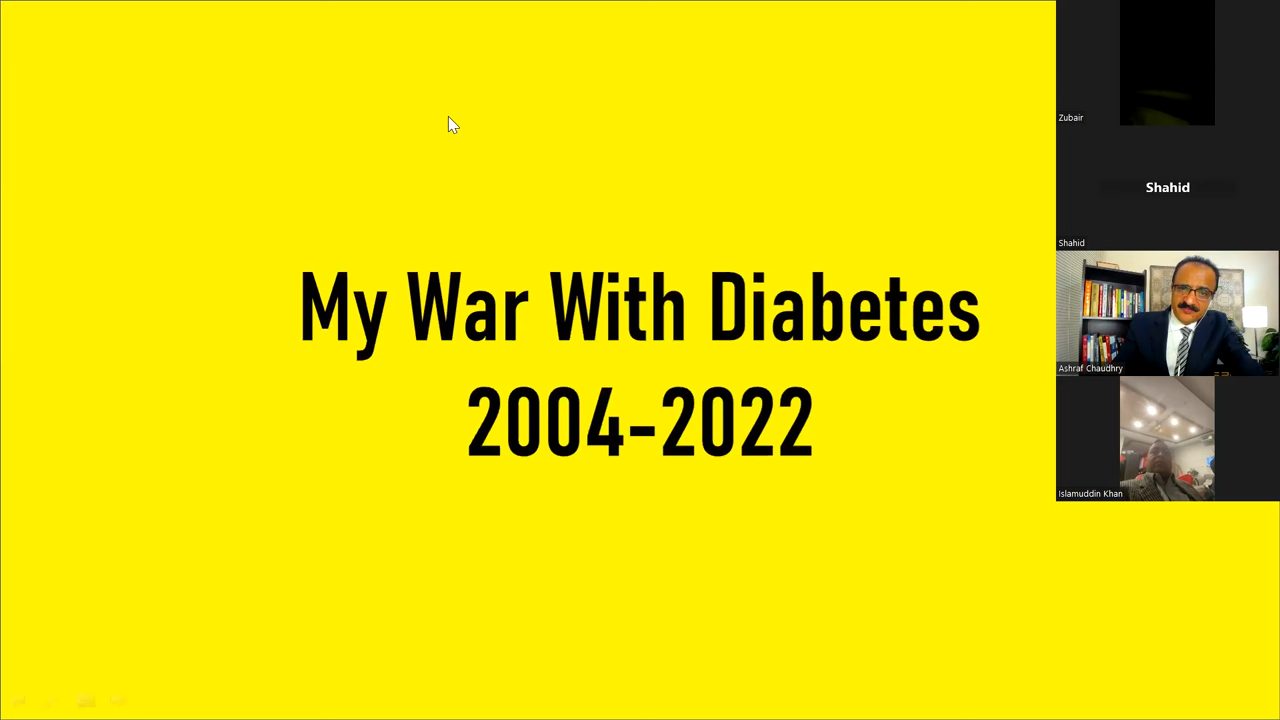 My War With Diabetes
2004-2022
Zubair
Shahid
Shahid
Ashraf Chaudhry
Islamuddin Khan